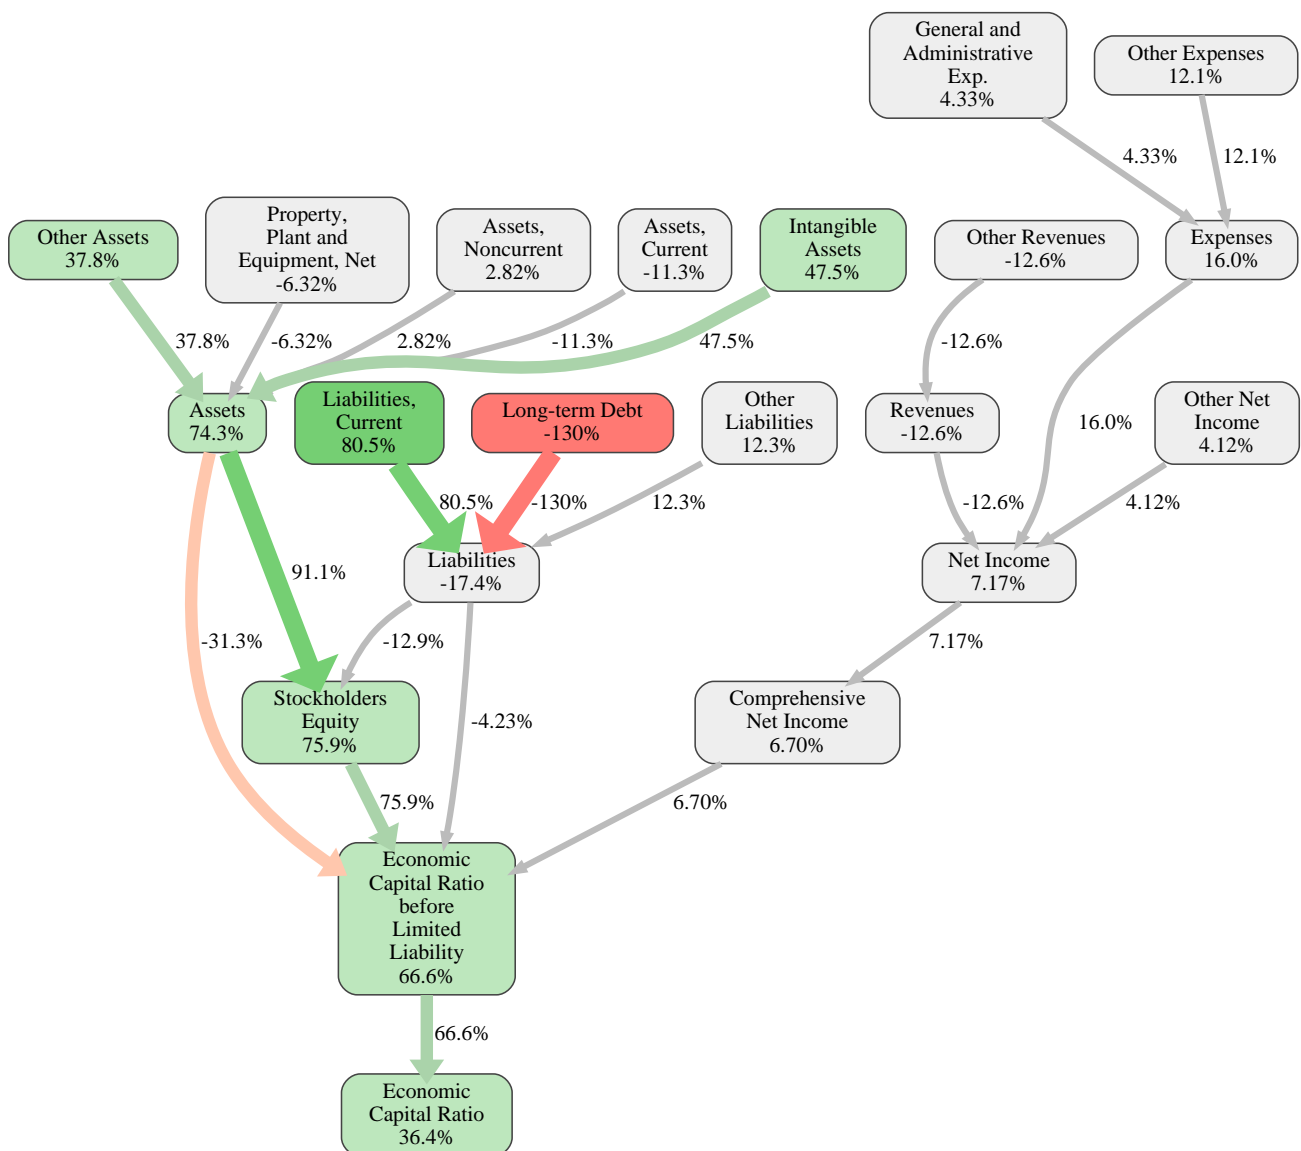 General and
Administrative
Exp.
4.33%
Other Expenses
12.1%
4.33%
12.1%
Other Assets
37.8%
Property,
Plant and
Equipment, Net
-6.32%
Assets,
Noncurrent
2.82%
Assets,
Current
-11.3%
Intangible
Assets
47.5%
Other Revenues
-12.6%
Expenses
16.0%
37.8%
-6.32%
2.82%
-11.3%
47.5%
-12.6%
Assets
74.3%
Liabilities,
Current
80.5%
Long-term Debt
-130%
Other
Liabilities
12.3%
Revenues
-12.6%
16.0%
Other Net
Income
4.12%
80.5%
-130%
12.3%
-12.6%
4.12%
91.1%
Liabilities
-17.4%
Net Income
7.17%
-31.3%
-12.9%
7.17%
Stockholders
Equity
75.9%
-4.23%
Comprehensive
Net Income
6.70%
75.9%
6.70%
Economic
Capital Ratio
before
Limited
Liability
66.6%
66.6%
Economic
Capital Ratio
36.4%